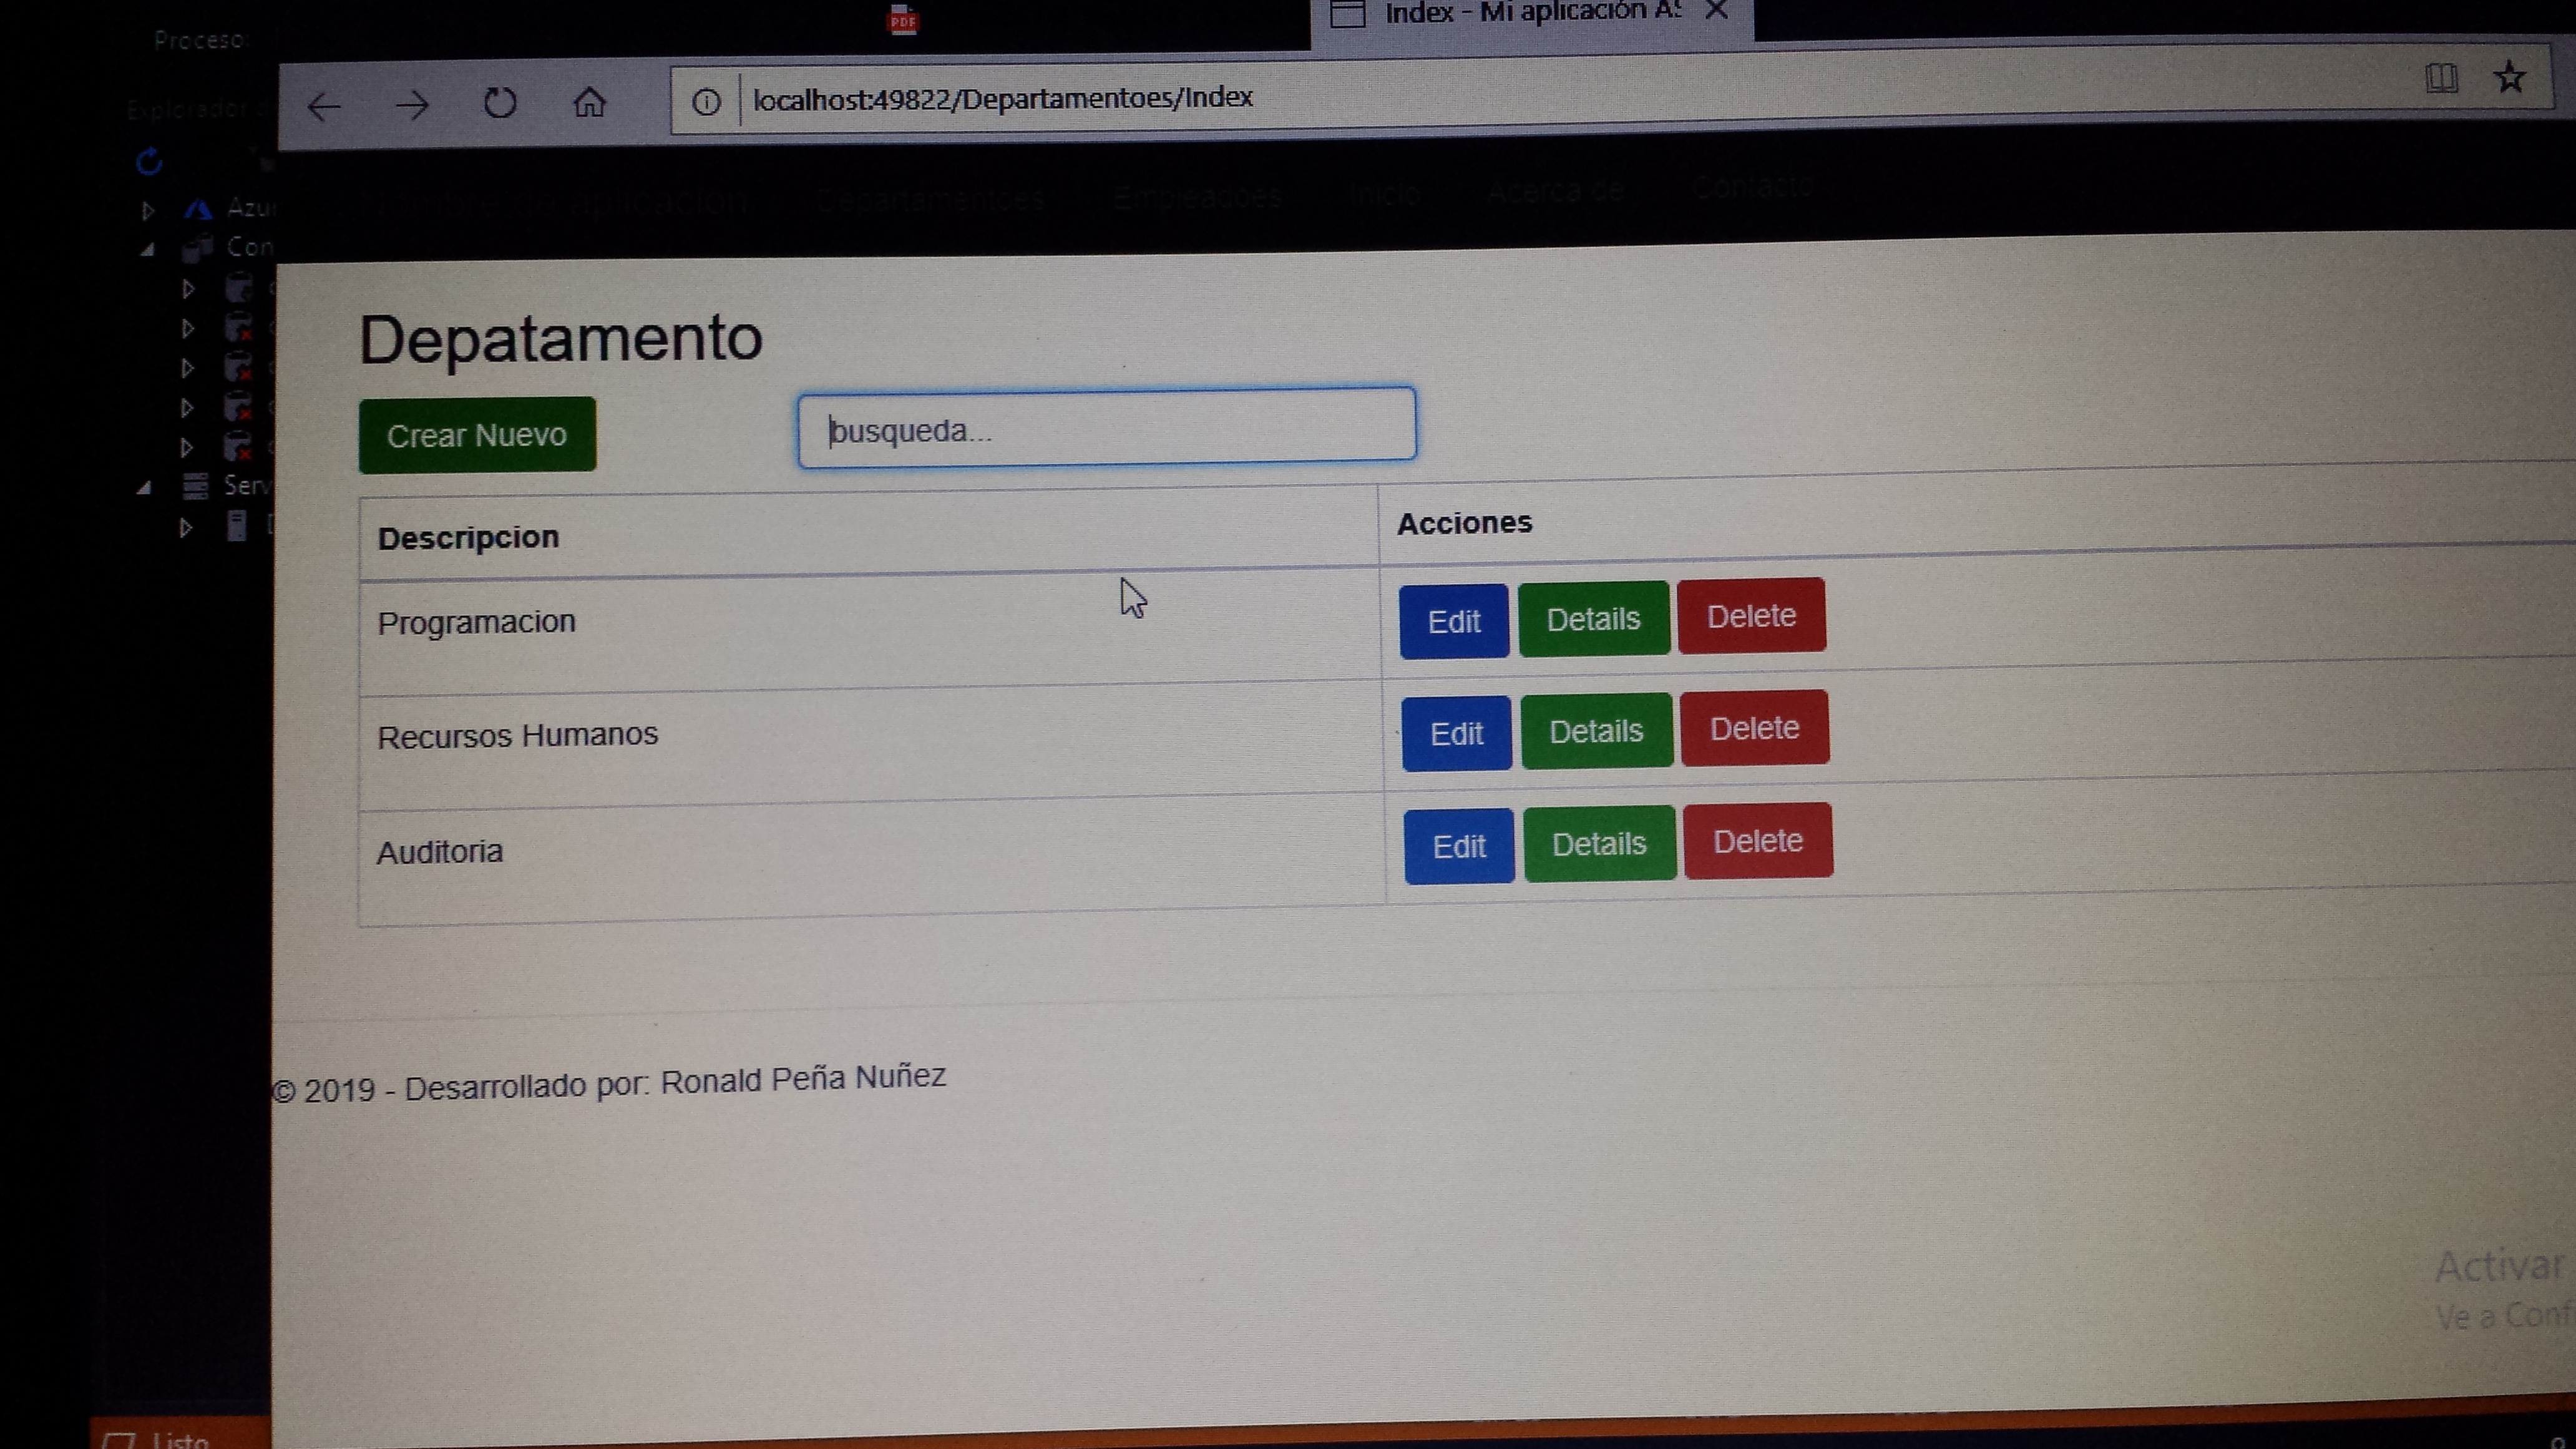 Proceso
PDF
Index - Mi aplicación AS
Explorador
localhost:49822/Departamentoes/Index
Nombre de aplicación Departamentoes Empleadoes Inicio Acerca de Contacto
Azu
Con
Serv
Depatamento
Crear Nuevo busqueda...
Descripcion Acciones
Programacion Edit Details Delete
Recursos Humanos Edit Details Delete
Auditoria Edit Details Delete
© 2019 - Desarrollado por: Ronald Peña Nuñez
Activar
Ve a Conf
Listo